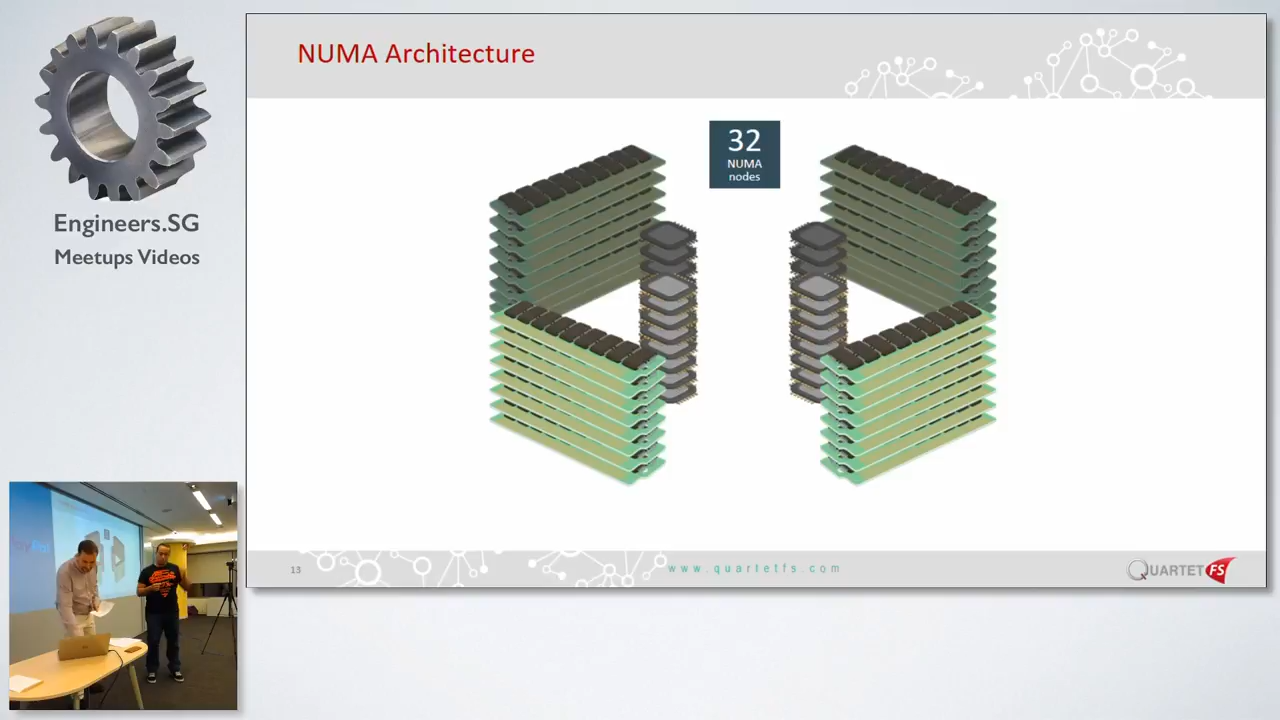 Engineers.SG
Meetups Videos
NUMA Architecture
32
NUMA
nodes
13
www.quartetfs.com
QUARTET FS